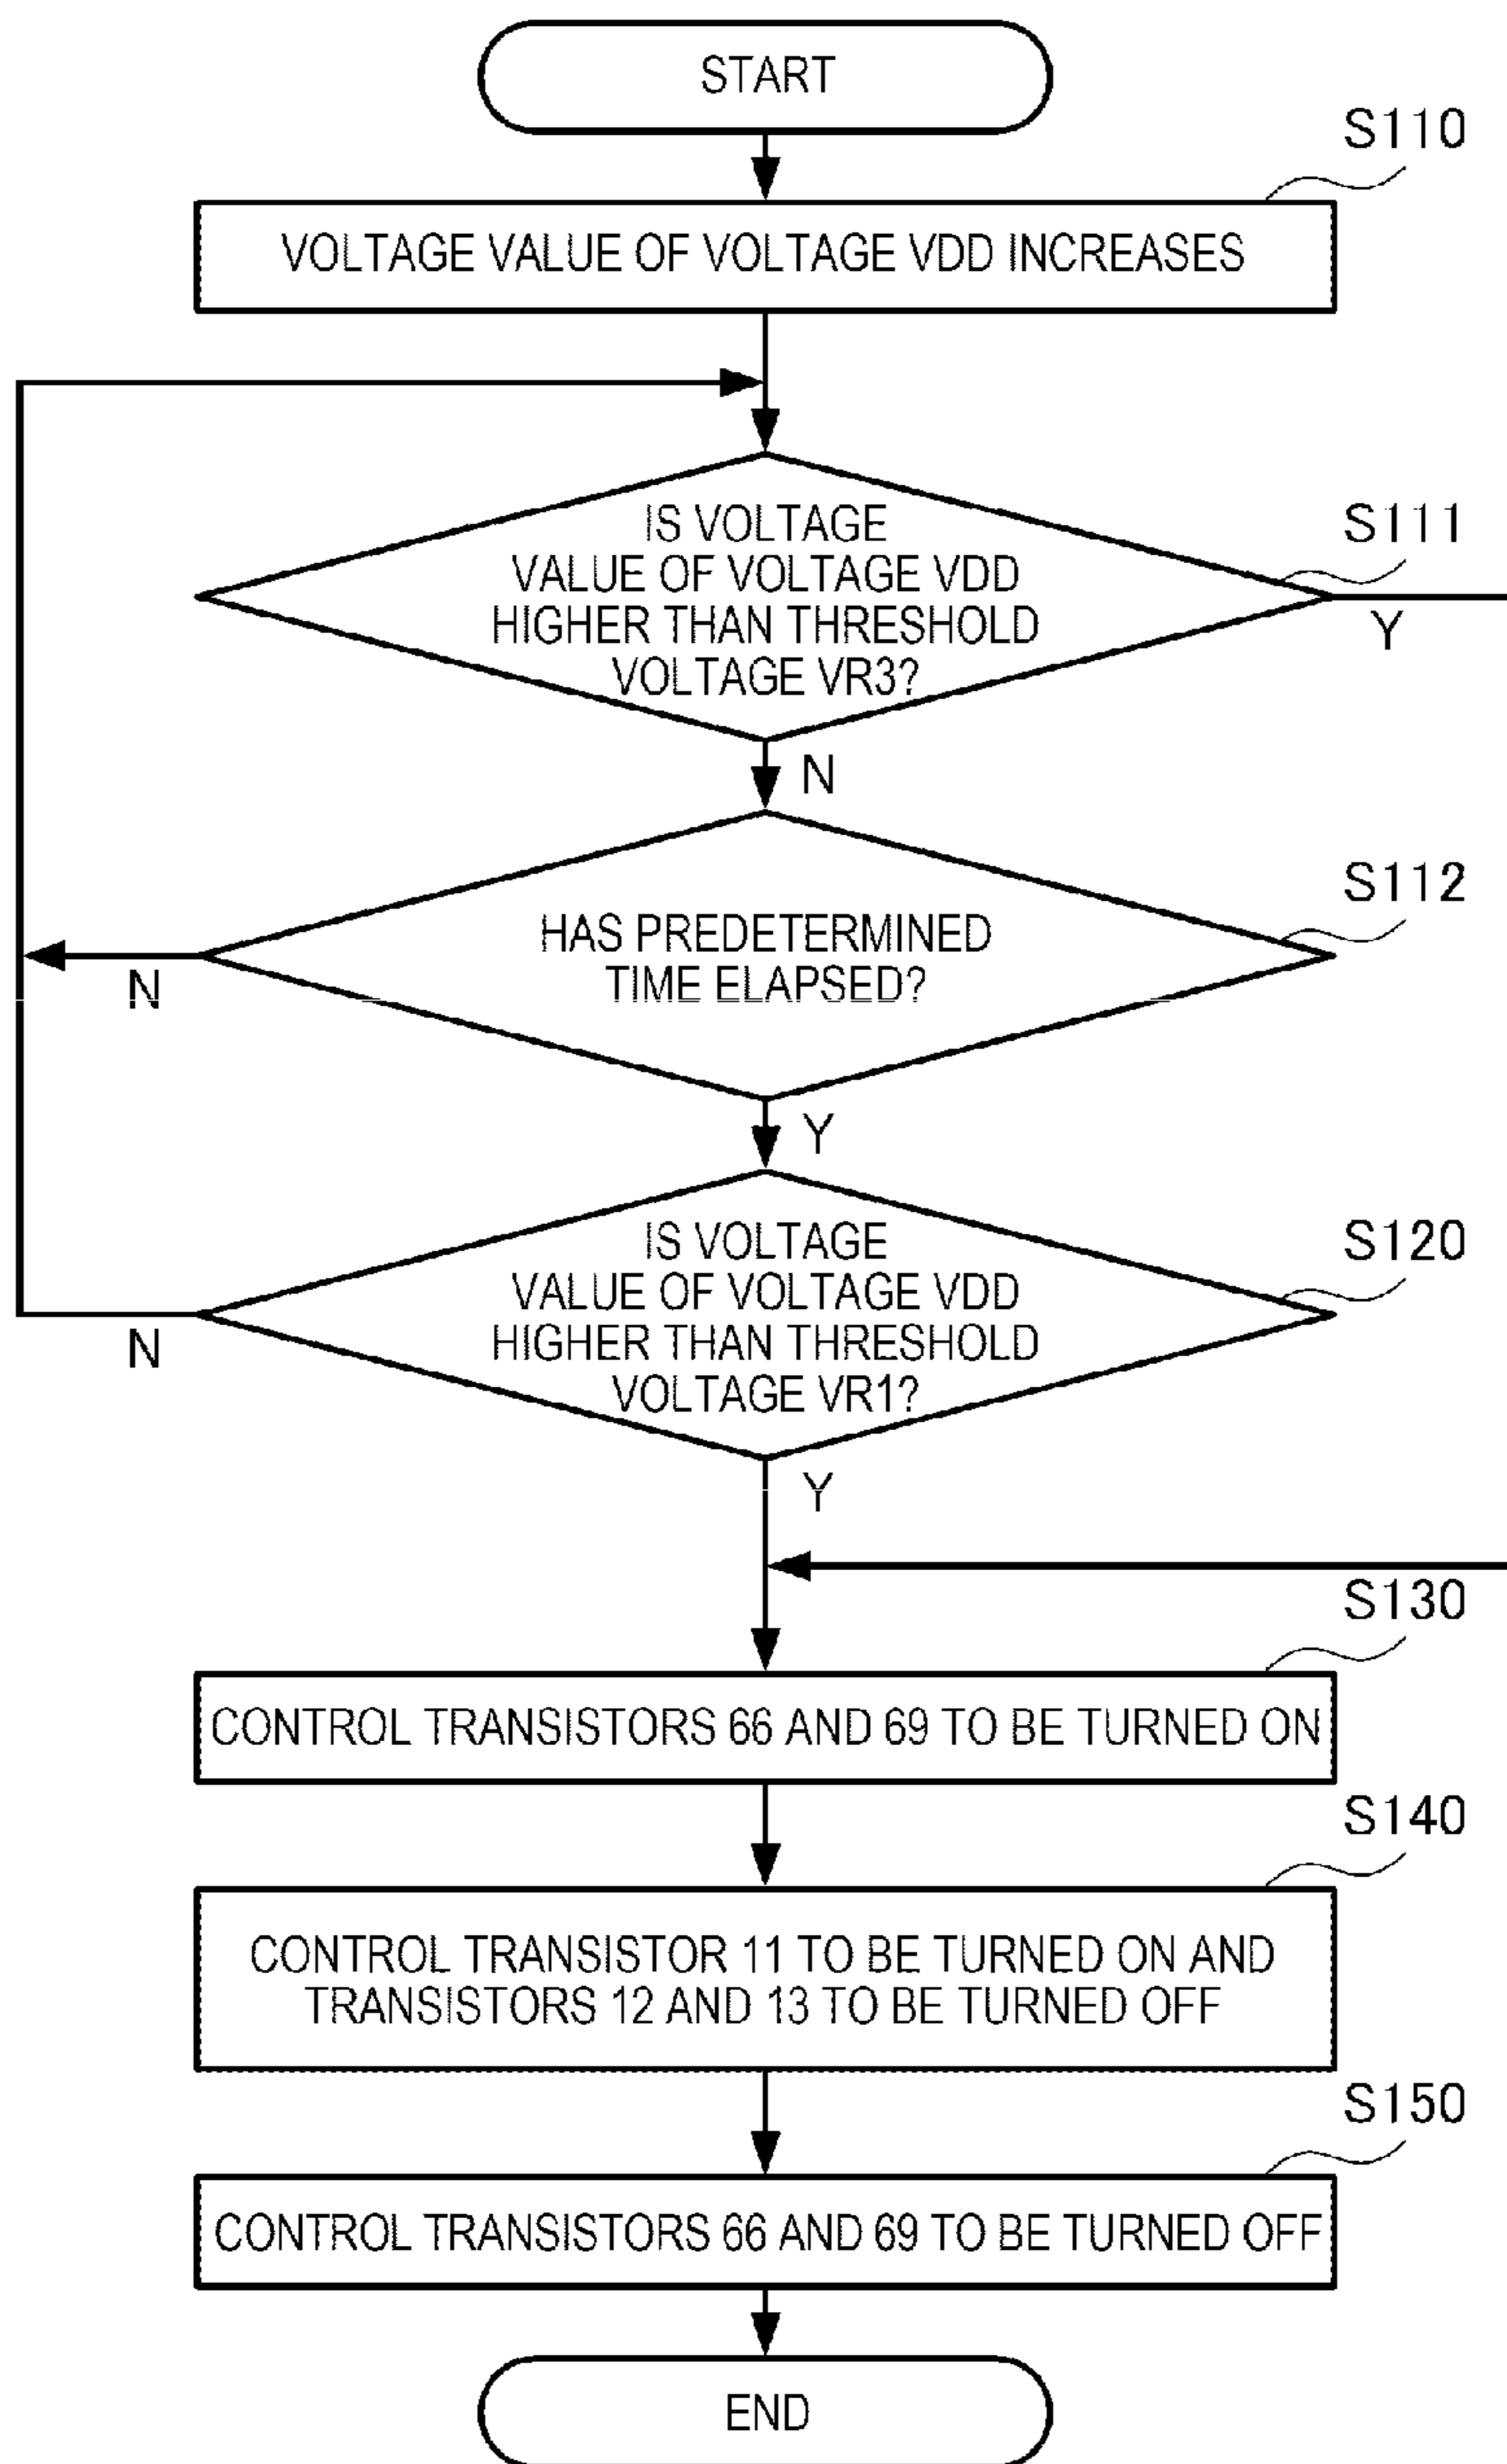 START
S110
VOLTAGE VALUE OF VOLTAGE VDD INCREASES
IS VOLTAGE
VALUE OF VOLTAGE VDD
HIGHER THAN THRESHOLD
VOLTAGE VR3?
S111
Y
N
HAS PREDETERMINED
TIME ELAPSED?
S112
N
Y
IS VOLTAGE
VALUE OF VOLTAGE VDD
HIGHER THAN THRESHOLD
VOLTAGE VR1?
S120
N
Y
S130
CONTROL TRANSISTORS 66 AND 69 TO BE TURNED ON
S140
CONTROL TRANSISTOR 11 TO BE TURNED ON AND
TRANSISTORS 12 AND 13 TO BE TURNED OFF
S150
CONTROL TRANSISTORS 66 AND 69 TO BE TURNED OFF
END